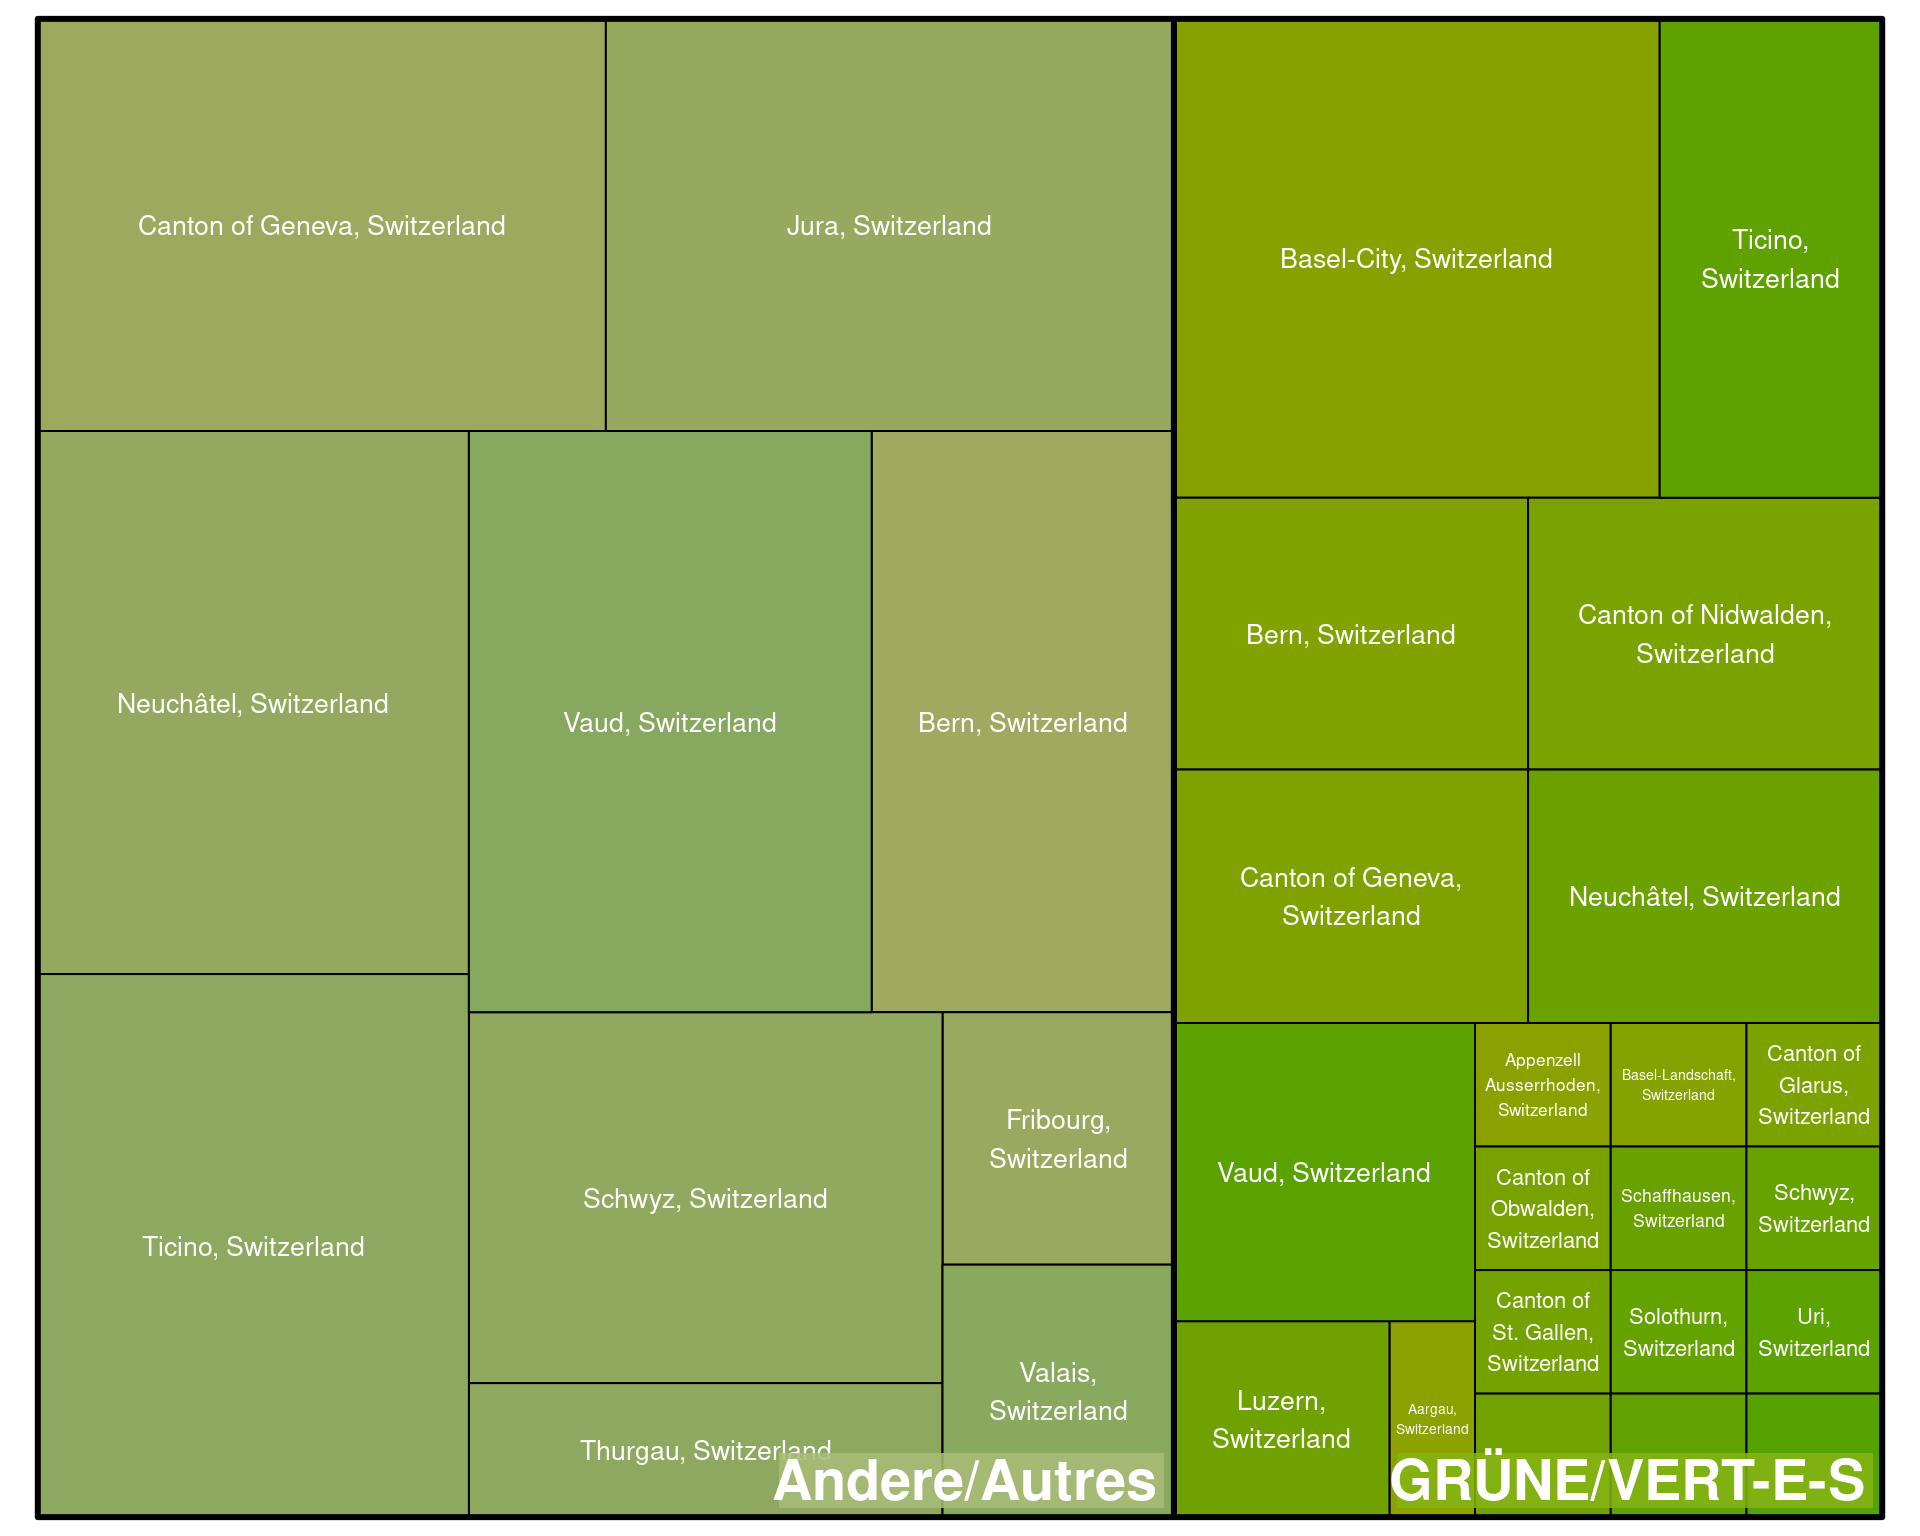 Canton of Geneva, Switzerland
Jura, Switzerland
Neuchâtel, Switzerland
Vaud, Switzerland
Bern, Switzerland
Ticino, Switzerland
Schwyz, Switzerland
Fribourg,
Switzerland
Valais,
Switzerland
Thurgau, Switzerland
Andere/Autres
Basel-City, Switzerland
Ticino,
Switzerland
Bern, Switzerland
Canton of Nidwalden,
Switzerland
Canton of Geneva,
Switzerland
Neuchâtel, Switzerland
Vaud, Switzerland
Appenzell
Ausserrhoden,
Switzerland
Basel-Landschaft,
Switzerland
Canton of
Glarus,
Switzerland
Canton of
Obwalden,
Switzerland
Schaffhausen,
Switzerland
Schwyz,
Switzerland
Canton of
St. Gallen,
Switzerland
Solothurn,
Switzerland
Uri,
Switzerland
Luzern,
Switzerland
Aargau,
Switzerland
GRÜNE/VERT-E-S